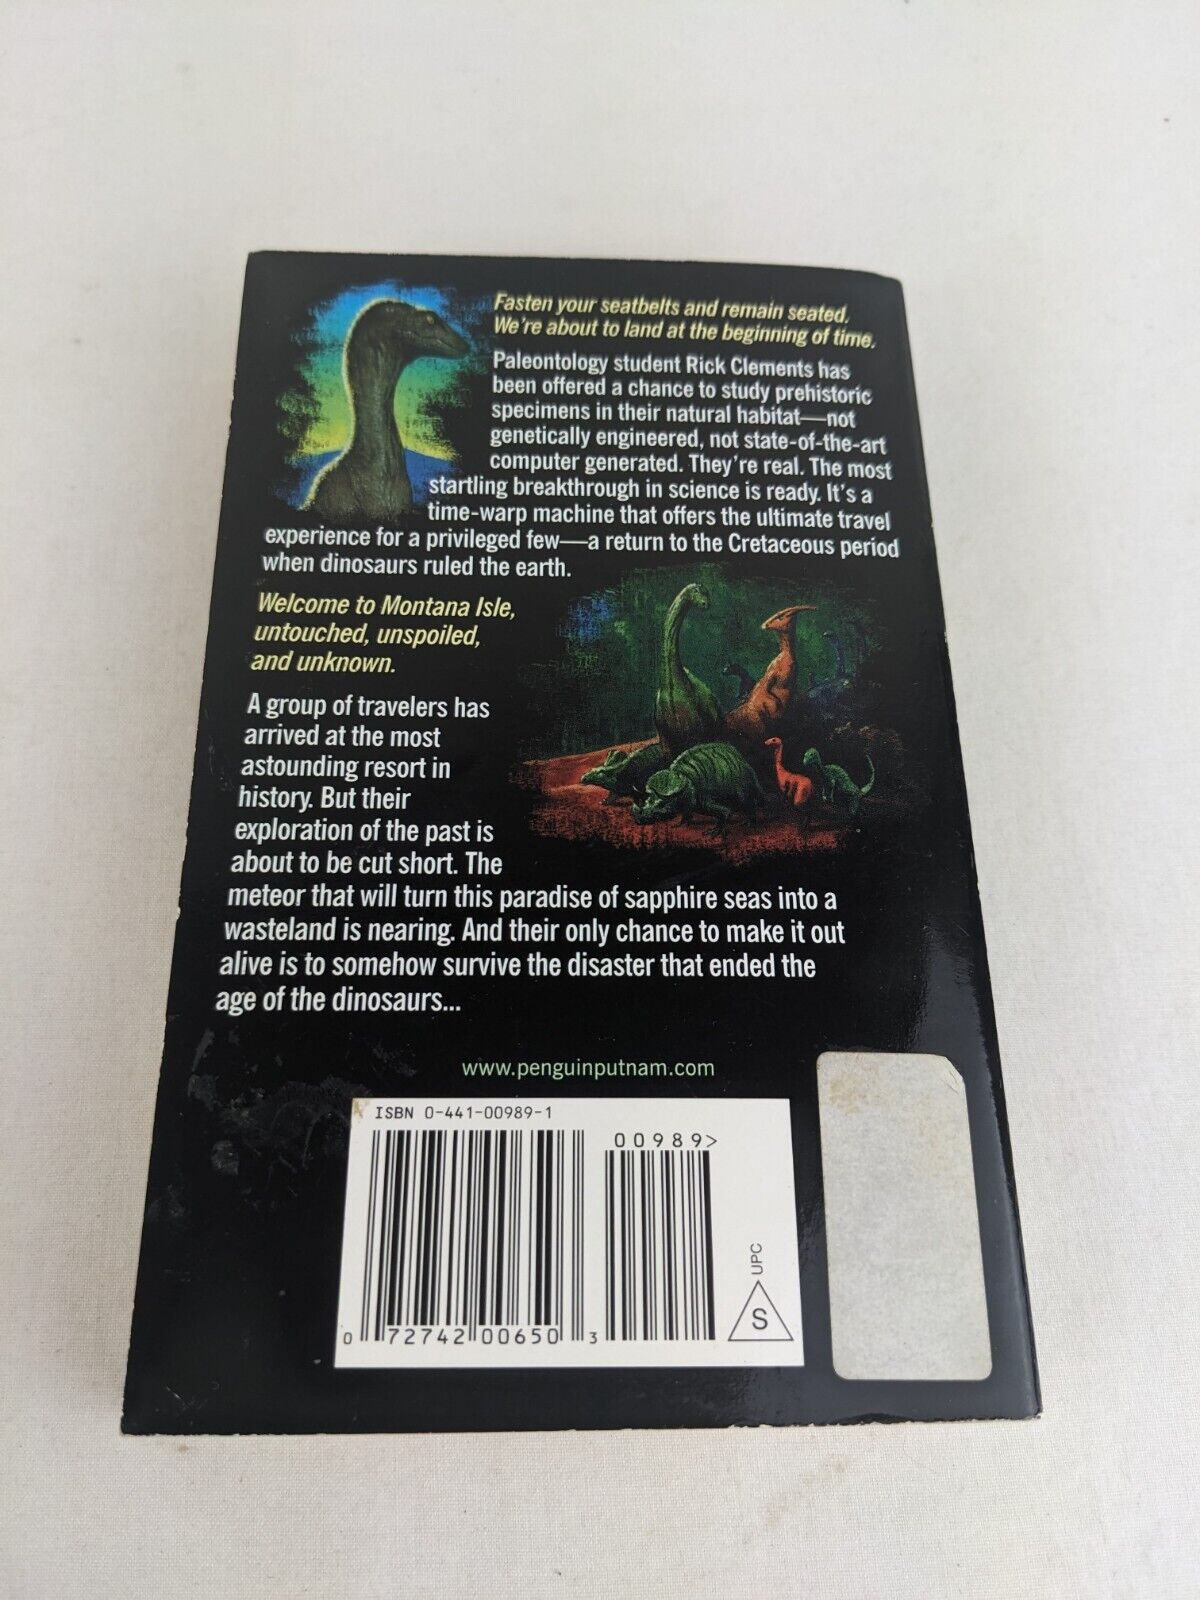 Fasten your seatbelts and remain seated.
We're about to land at the beginning of time.
Paleontology student Rick Clements has
been offered a chance to study prehistoric
specimens in their natural habitat—not
genetically engineered, not state-of-the-art
computer generated. They're real. The most
startling breakthrough in science is ready. It's a
time-warp machine that offers the ultimate travel
experience for a privileged few—a return to the Cretaceous period
when dinosaurs ruled the earth.
Welcome to Montana Isle,
untouched, unspoiled,
and unknown.
A group of travelers has
arrived at the most
astounding resort in
history. But their
exploration of the past is
about to be cut short. The
meteor that will turn this paradise of sapphire seas into a
wasteland is nearing. And their only chance to make it out
alive is to somehow survive the disaster that ended the
age of the dinosaurs...
www.penguinputnam.com
ISBN 0-441-00989-1
00989>
0 72742 00650 3
UPC
S